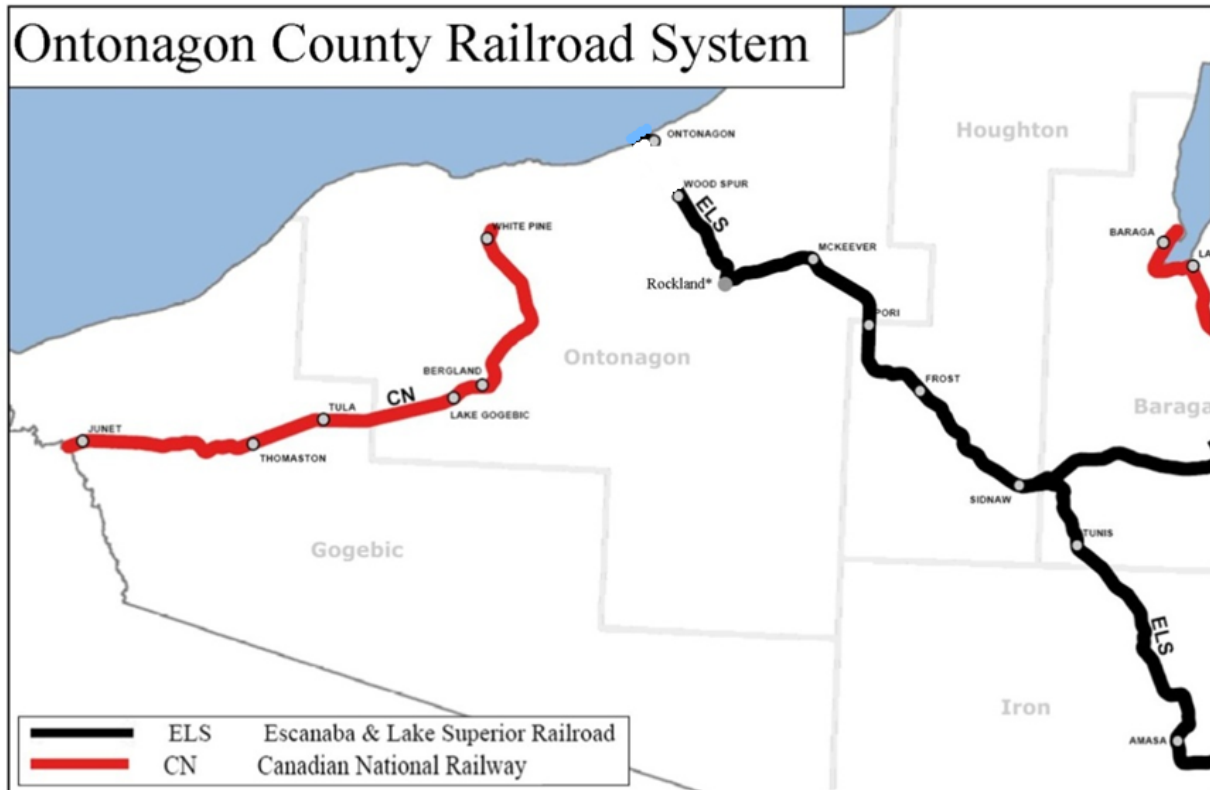 Ontonagon County Railroad System
ONTONAGON
Houghton
WOOD SPUR
ELS
WHITE PINE
BARAGA
MCKEEVER
LA
Rockland*
PORI
Ontonagon
BERGLAND
FROST
CN
LAKE GOGEBIC
TULA
Baraga
JUNET
THOMASTON
SIDNAW
TUNIS
Gogebic
ELS
Iron
AMASA
ELS Escanaba & Lake Superior Railroad
CN Canadian National Railway